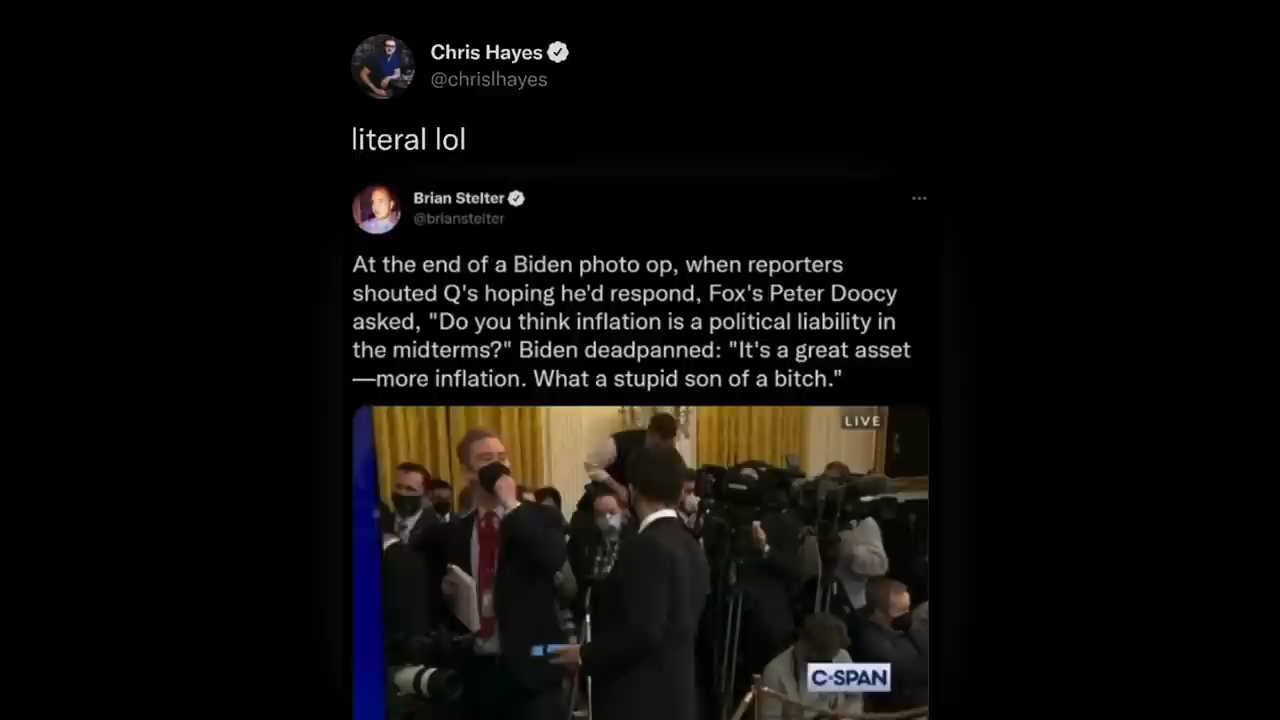 Chris Hayes
@chrislhayes
literal lol
Brian Stelter
@brianstelter
At the end of a Biden photo op, when reporters
shouted Q's hoping he'd respond, Fox's Peter Doocy
asked, "Do you think inflation is a political liability in
the midterms?" Biden deadpanned: "It's a great asset
—more inflation. What a stupid son of a bitch."
LIVE
C-SPAN